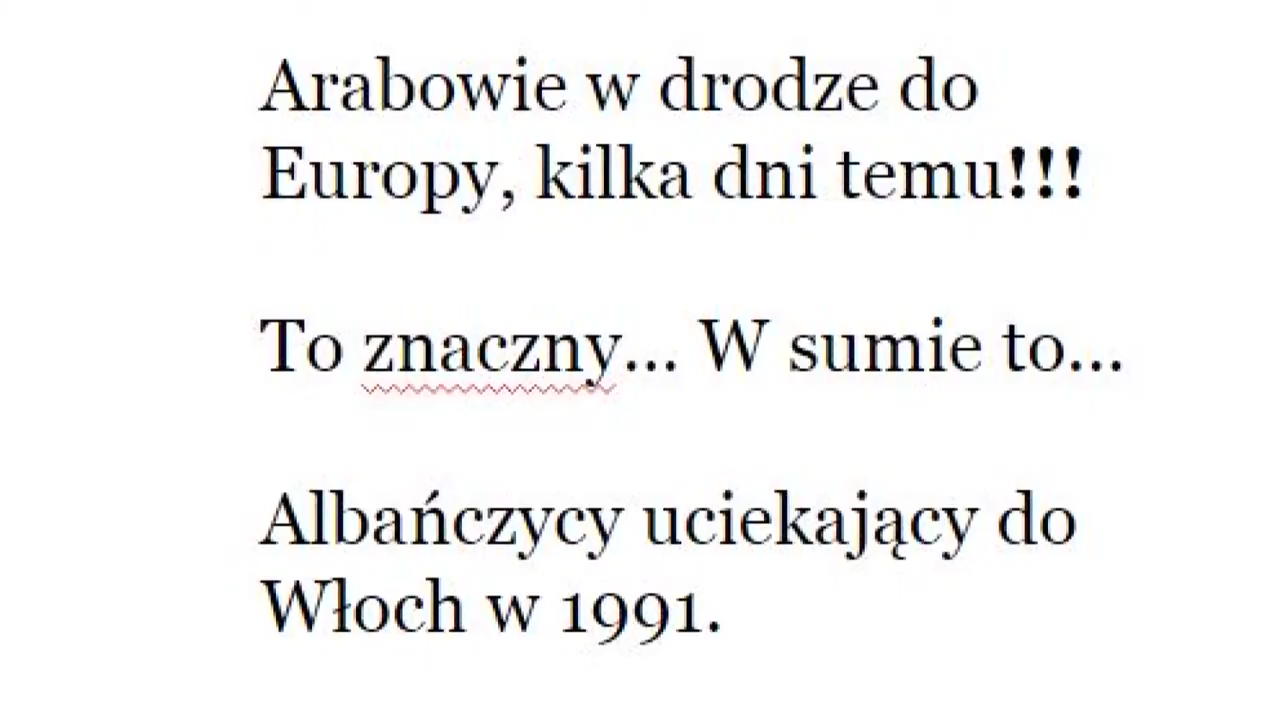 Arabowie w drodze do
Europy, kilka dni temu!!!
To znaczny... W sumie to...
Albańczycy uciekający do
Włoch w 1991.